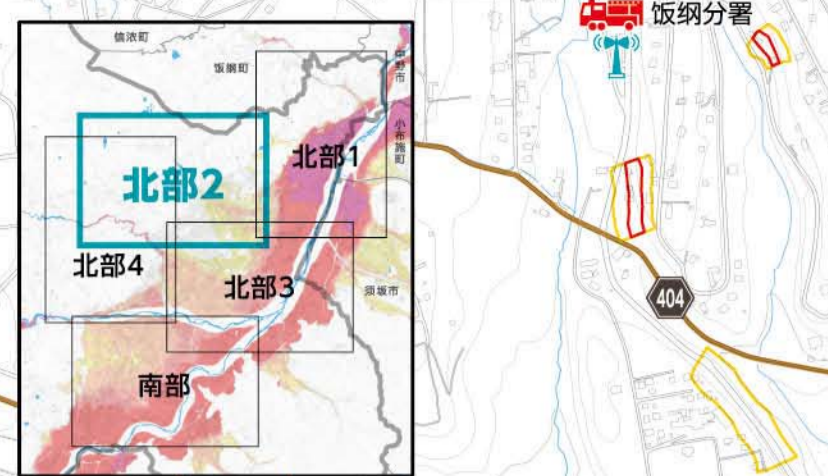 饭纲分署
信浓町
饭纲町
中野市
小布施町
北部1
北部2
北部4
北部3
须坂市
南部
404